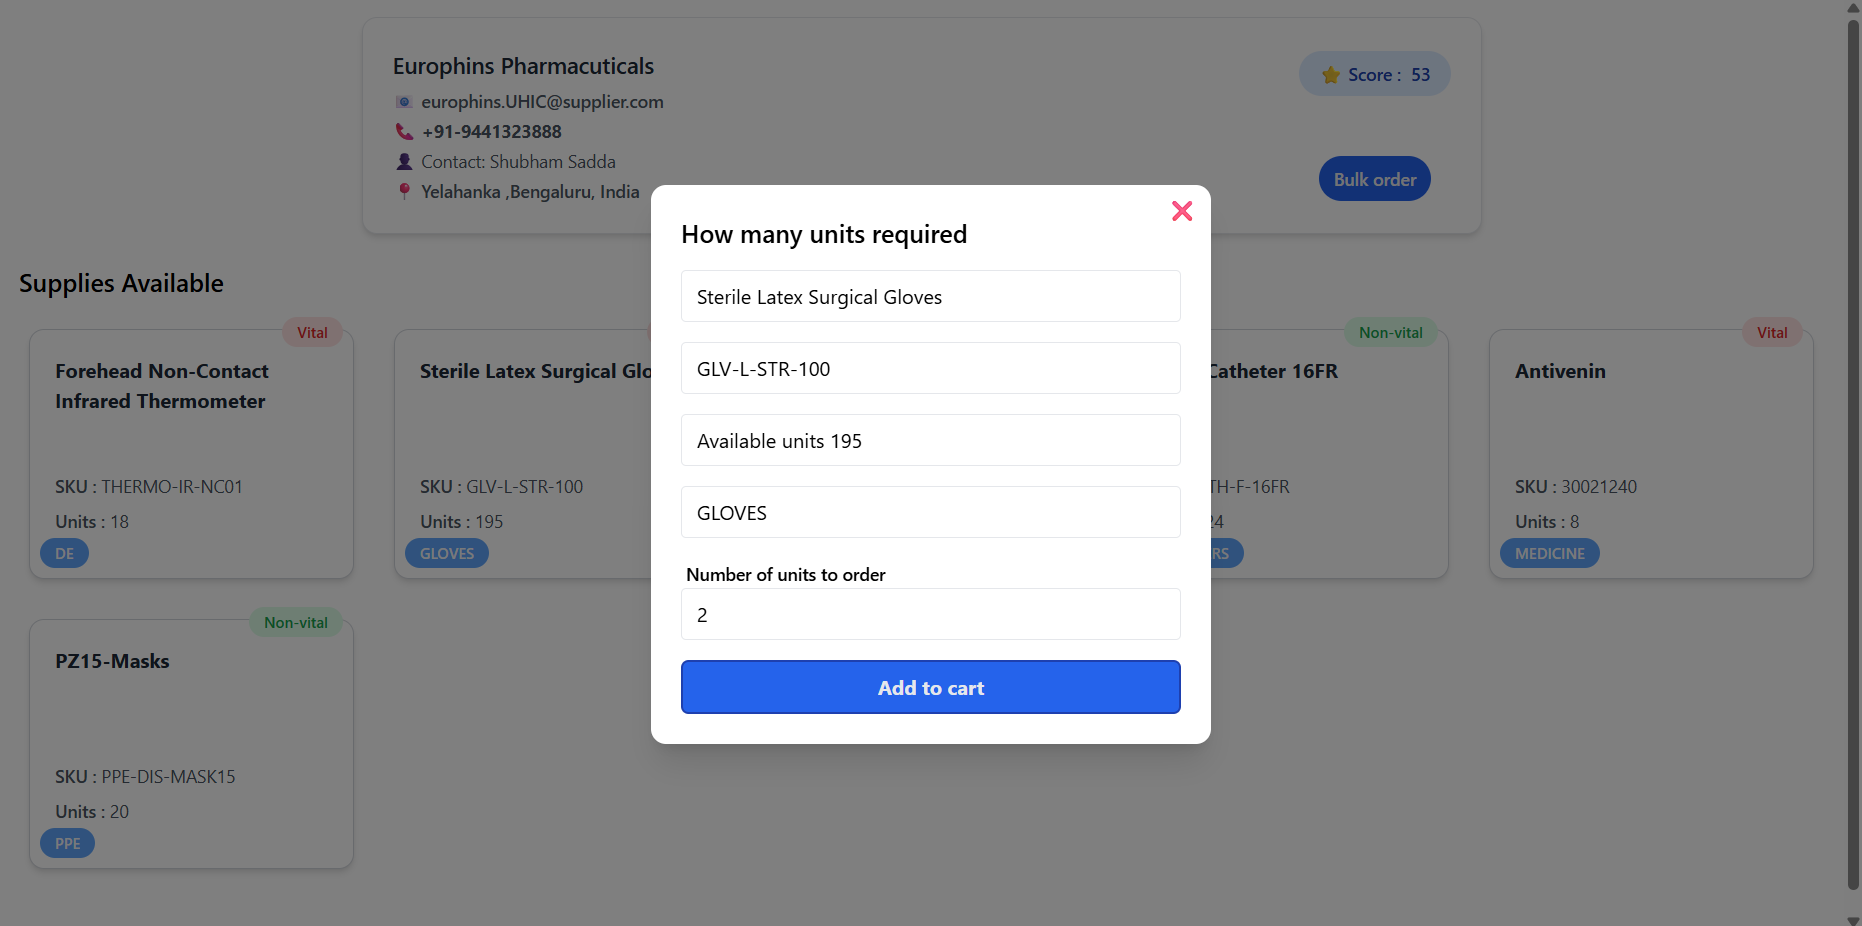 Europhins Pharmacuticals
Score : 53
europhins.UHIC@supplier.com
+91-9441323888
Contact: Shubham Sadda
Yelahanka ,Bengaluru, India
Bulk order
Supplies Available
Vital
Forehead Non-Contact
Infrared Thermometer
SKU : THERMO-IR-NC01
Units : 18
DE
Sterile Latex Surgical
SKU : GLV-L-STR-100
Units : 195
GLOVES
How many units required
Sterile Latex Surgical Gloves
GLV-L-STR-100
Available units 195
GLOVES
Number of units to order
2
Add to cart
Non-vital
Catheter 16FR
TH-F-16FR
24
RS
Vital
Antivenin
SKU : 30021240
Units : 8
MEDICINE
Non-vital
PZ15-Masks
SKU : PPE-DIS-MASK15
Units : 20
PPE